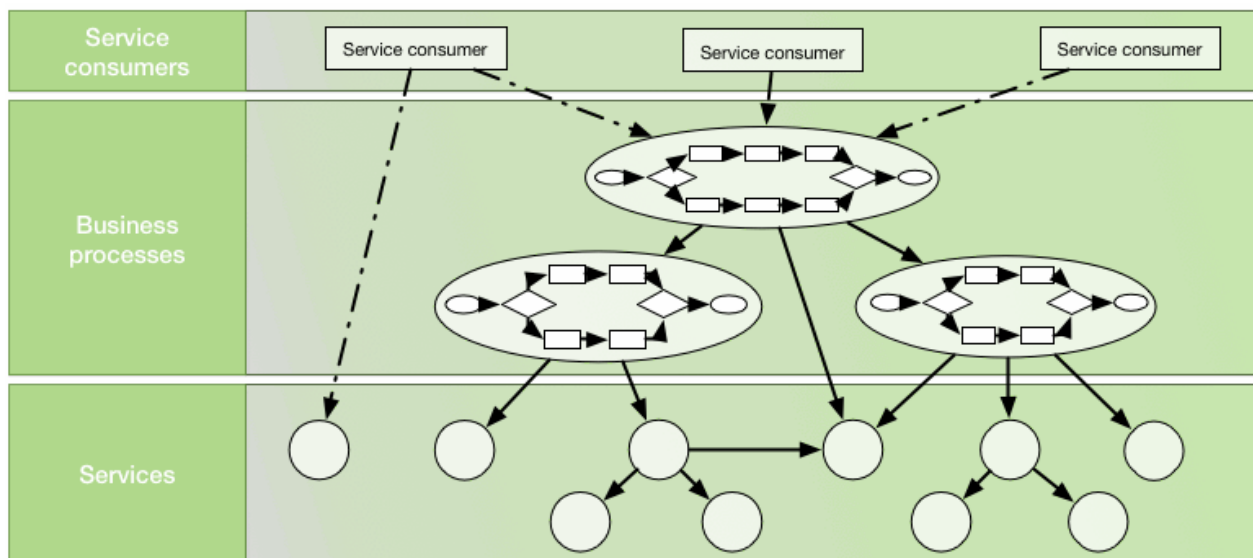 Service
consumers
Service consumer
Service consumer
Service consumer
Business
processes
Services